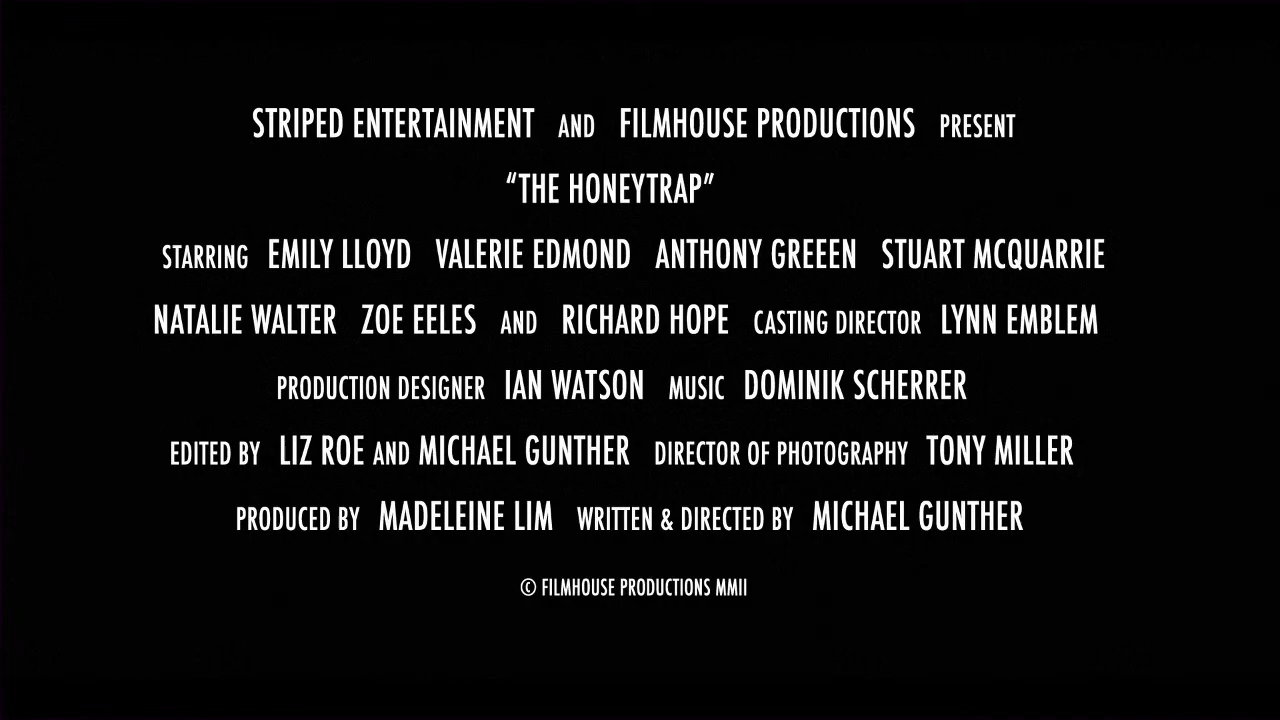 STRIPED ENTERTAINMENT AND FILMHOUSE PRODUCTIONS PRESENT
“THE HONEYTRAP”
STARRING EMILY LLOYD VALERIE EDMOND ANTHONY GREEEN STUART MCQUARRIE
NATALIE WALTER ZOE EELES AND RICHARD HOPE CASTING DIRECTOR LYNN EMBLEM
PRODUCTION DESIGNER IAN WATSON MUSIC DOMINIK SCHERRER
EDITED BY LIZ ROE AND MICHAEL GUNTHER DIRECTOR OF PHOTOGRAPHY TONY MILLER
PRODUCED BY MADELEINE LIM WRITTEN & DIRECTED BY MICHAEL GUNTHER
© FILMHOUSE PRODUCTIONS MMII